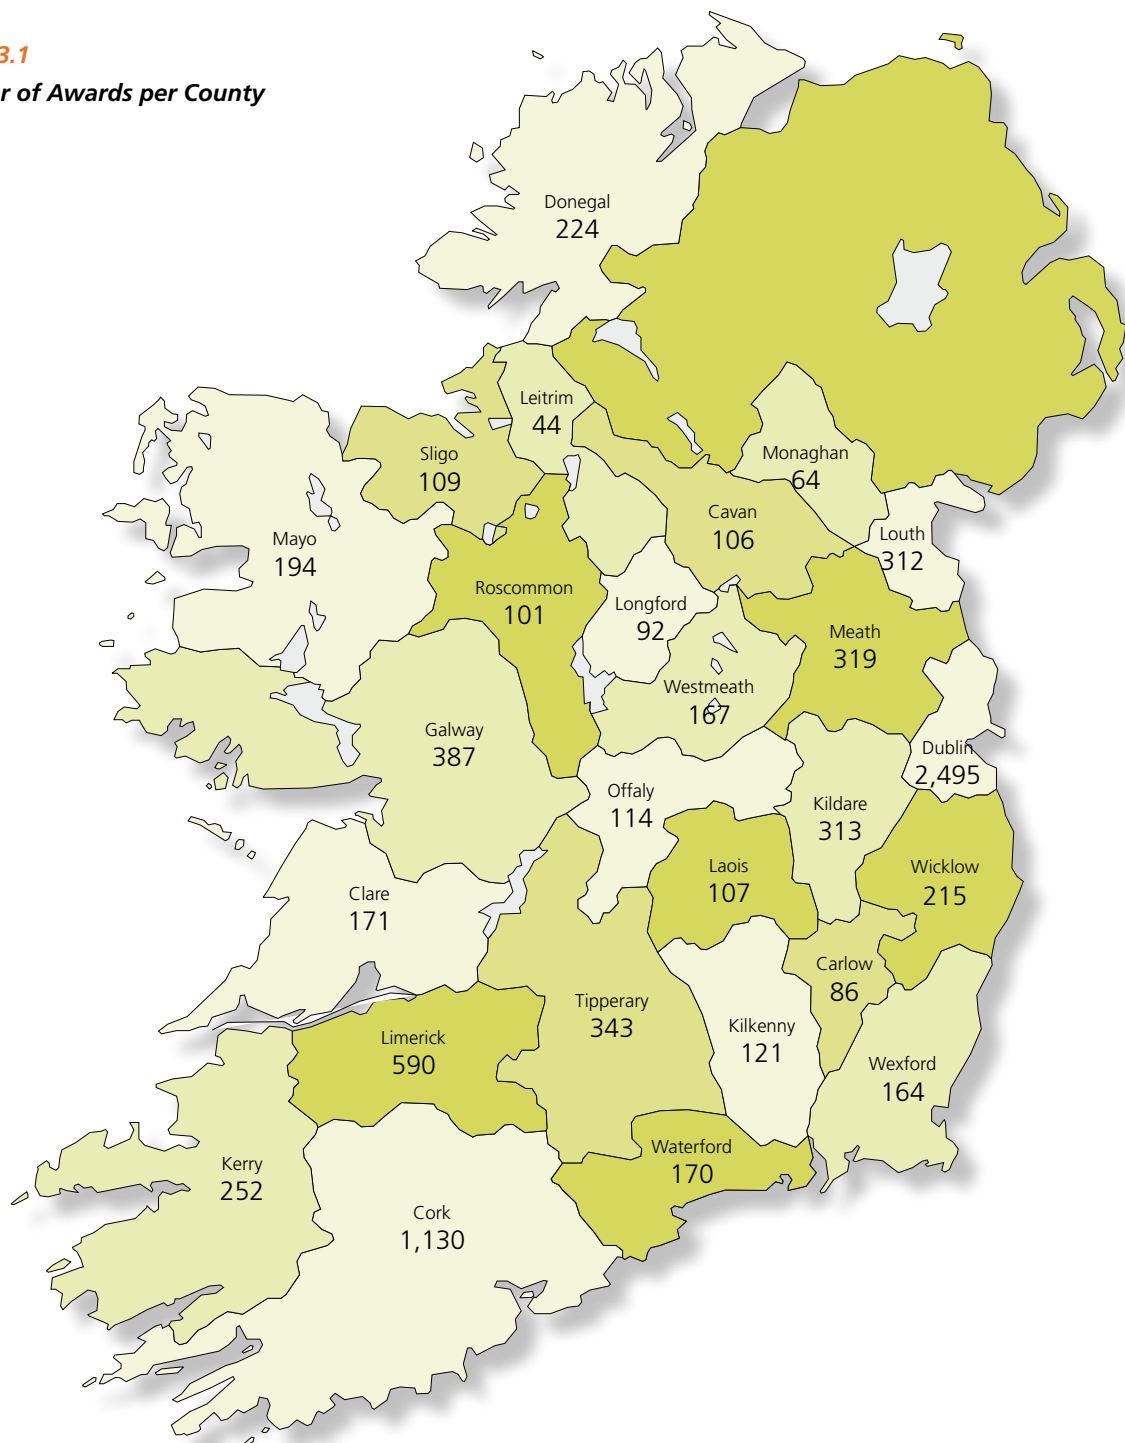 3.1
r of Awards per County
Donegal
224
Leitrim
44
Monaghan
64
Sligo
109
Cavan
106
Louth
312
Mayo
194
Roscommon
101
Longford
92
Meath
319
Westmeath
167
Galway
387
Dublin
2,495
Offaly
114
Kildare
313
Laois
107
Wicklow
215
Clare
171
Carlow
86
Tipperary
343
Kilkenny
121
Limerick
590
Wexford
164
Waterford
170
Kerry
252
Cork
1,130